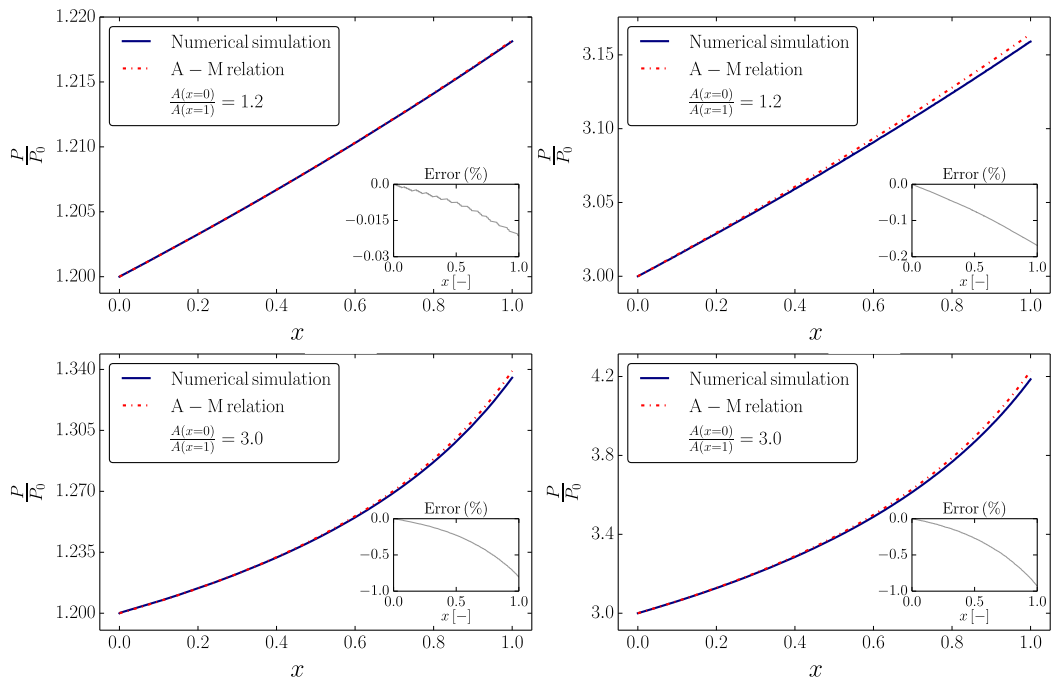 1.220
1.215
1.210
1.205
1.200
P/P₀
Numerical simulation
A − M relation
A(x=0)/A(x=1) = 1.2
Error (%)
0.0
−0.015
−0.03
0.0 0.5 1.0
x [−]
0.0 0.2 0.4 0.6 0.8 1.0
x
3.15
3.10
3.05
3.00
P/P₀
Numerical simulation
A − M relation
A(x=0)/A(x=1) = 1.2
Error (%)
0.0
−0.1
−0.2
0.0 0.5 1.0
x [−]
0.0 0.2 0.4 0.6 0.8 1.0
x
1.340
1.305
1.270
1.235
1.200
P/P₀
Numerical simulation
A − M relation
A(x=0)/A(x=1) = 3.0
Error (%)
0.0
−0.5
−1.0
0.0 0.5 1.0
x [−]
0.0 0.2 0.4 0.6 0.8 1.0
x
4.2
3.8
3.4
3.0
P/P₀
Numerical simulation
A − M relation
A(x=0)/A(x=1) = 3.0
Error (%)
0.0
−0.5
−1.0
0.0 0.5 1.0
x [−]
0.0 0.2 0.4 0.6 0.8 1.0
x